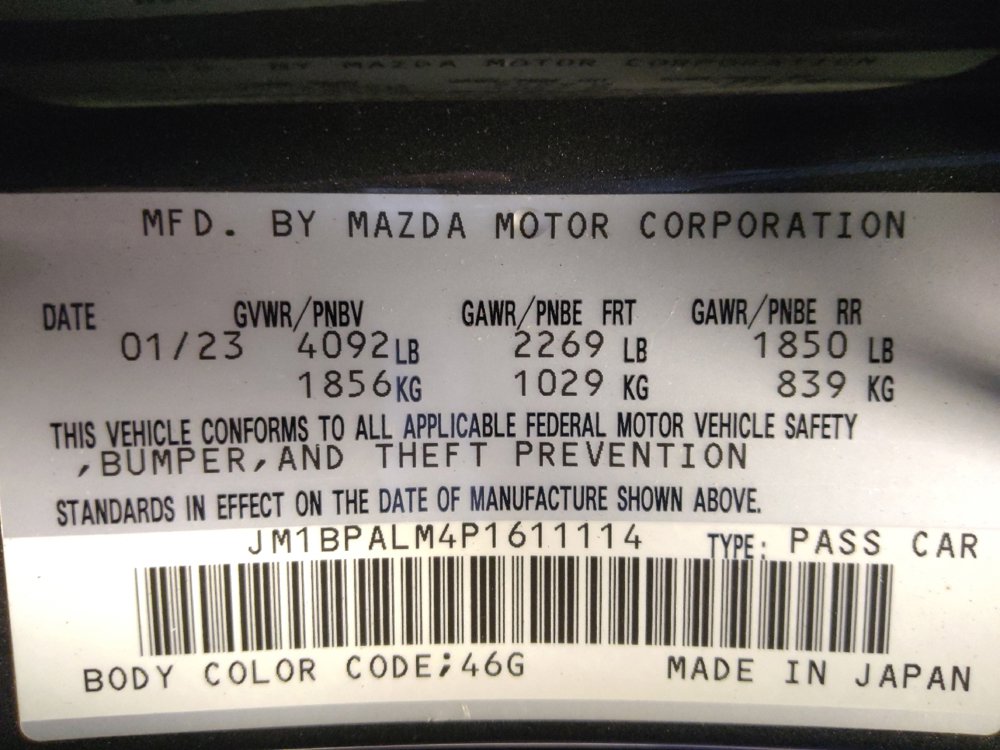 MFD. BY MAZDA MOTOR CORPORATION
DATE GVWR/PNBV GAWR/PNBE FRT GAWR/PNBE RR
01/23 4092LB 2269 LB 1850 LB
1856KG 1029 KG 839 KG
THIS VEHICLE CONFORMS TO ALL APPLICABLE FEDERAL MOTOR VEHICLE SAFETY
,BUMPER,AND THEFT PREVENTION
STANDARDS IN EFFECT ON THE DATE OF MANUFACTURE SHOWN ABOVE.
JM1BPALM4P1611114 TYPE: PASS CAR
BODY COLOR CODE;46G MADE IN JAPAN